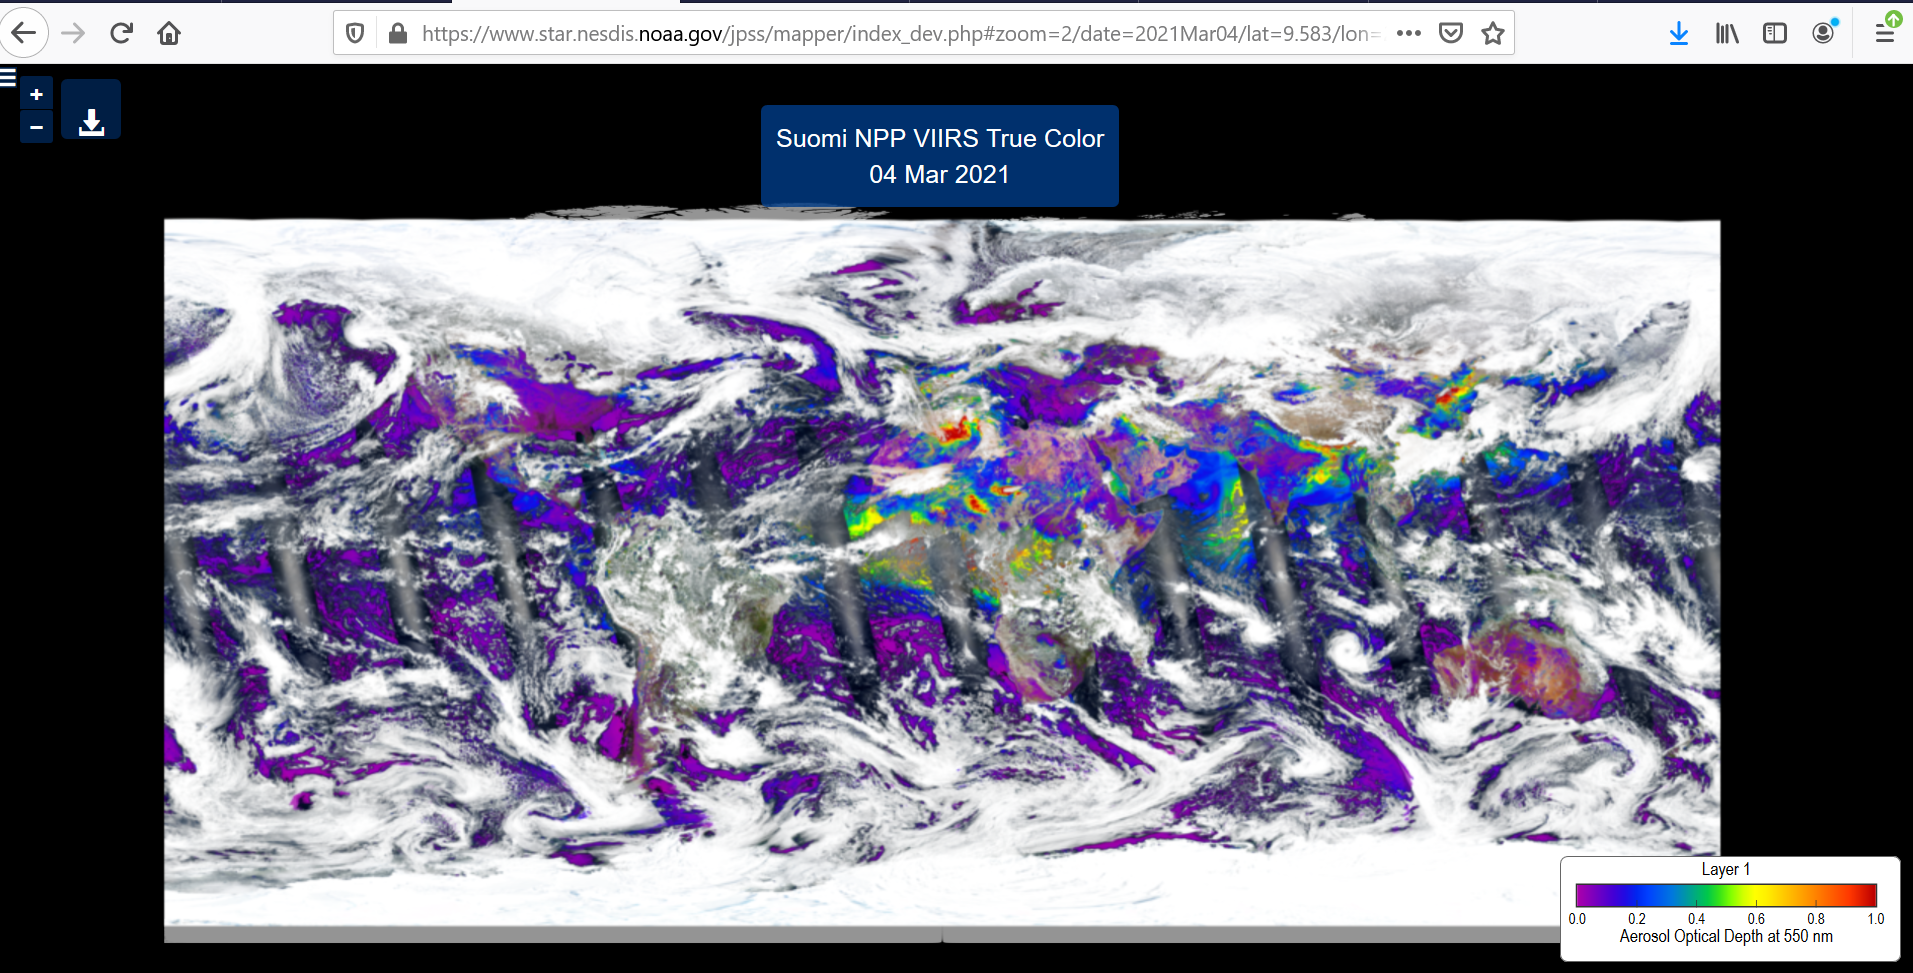 https://www.star.nesdis.noaa.gov/jpss/mapper/index_dev.php#zoom=2/date=2021Mar04/lat=9.583/lon=
+
−
Suomi NPP VIIRS True Color
04 Mar 2021
Layer 1
0.0 0.2 0.4 0.6 0.8 1.0
Aerosol Optical Depth at 550 nm